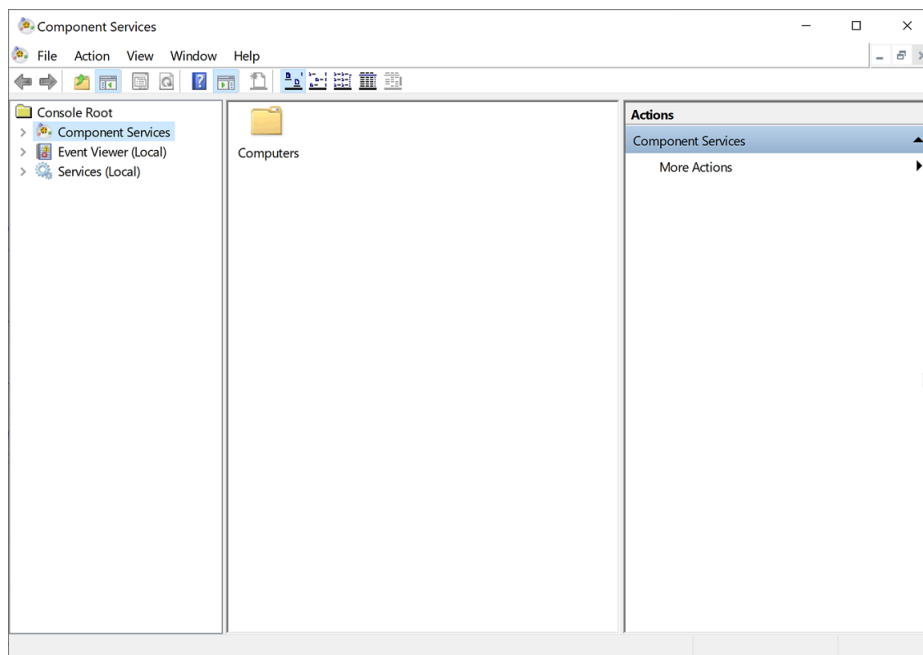 Component Services
File Action View Window Help
Console Root
Component Services
Event Viewer (Local)
Services (Local)
Computers
Actions
Component Services
More Actions